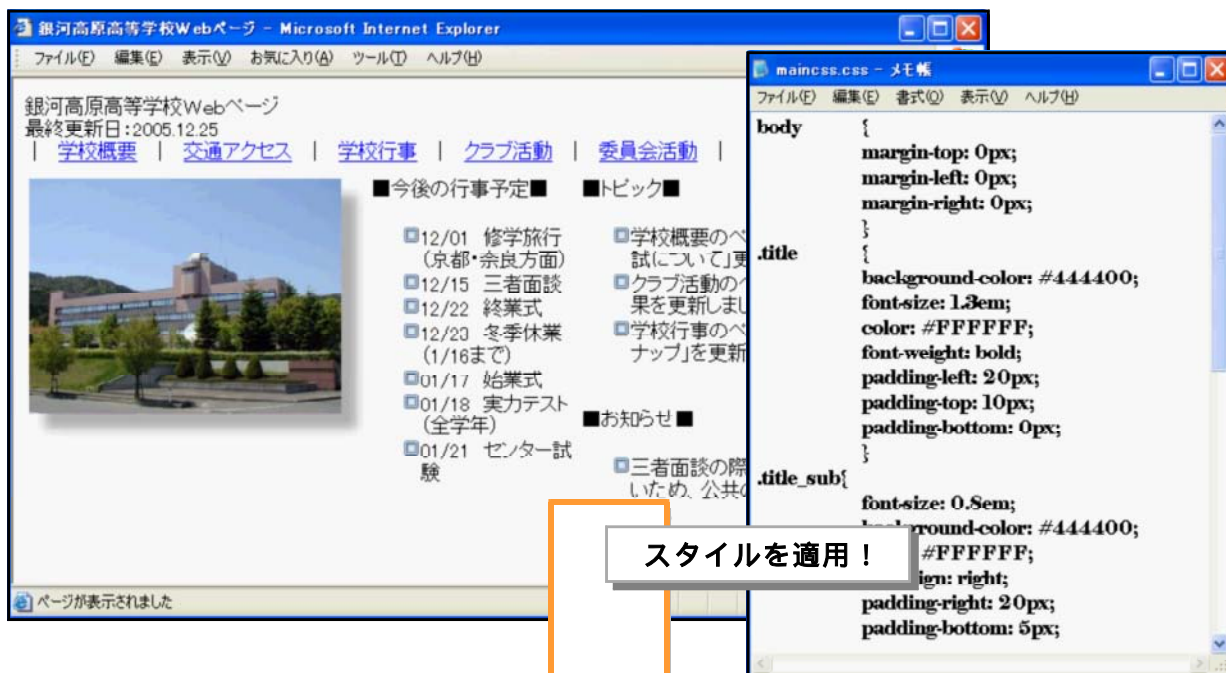 銀河高原高等学校Webページ - Microsoft Internet Explorer
ファイル(F) 編集(E) 表示(V) お気に入り(A) ツール(T) ヘルプ(H)
銀河高原高等学校Webページ
最終更新日:2005.12.25
| 学校概要 | 交通アクセス | 学校行事 | クラブ活動 | 委員会活動 |
■今後の行事予定■
12/01 修学旅行
(京都・奈良方面)
12/15 三者面談
12/22 終業式
12/23 冬季休業
(1/16まで)
01/17 始業式
01/18 実力テスト
(全学年)
01/21 センター試
験
■トピック■
学校概要のペ
試について」更
クラブ活動の
果を更新しまし
学校行事のペ
ナップ」を更新
■お知らせ■
三者面談の際
いため、公共の
ページが表示されました
maincss.css - メモ帳
ファイル(F) 編集(E) 書式(O) 表示(V) ヘルプ(H)
body {
margin-top: 0px;
margin-left: 0px;
margin-right: 0px;
}
.title {
background-color: #444400;
font-size: 1.3em;
color: #FFFFFF;
font-weight: bold;
padding-left: 20px;
padding-top: 10px;
padding-bottom: 0px;
}
.title_sub{
font-size: 0.8em;
background-color: #444400;
#FFFFFF;
ign: right;
padding-right: 20px;
padding-bottom: 5px;
スタイルを適用！